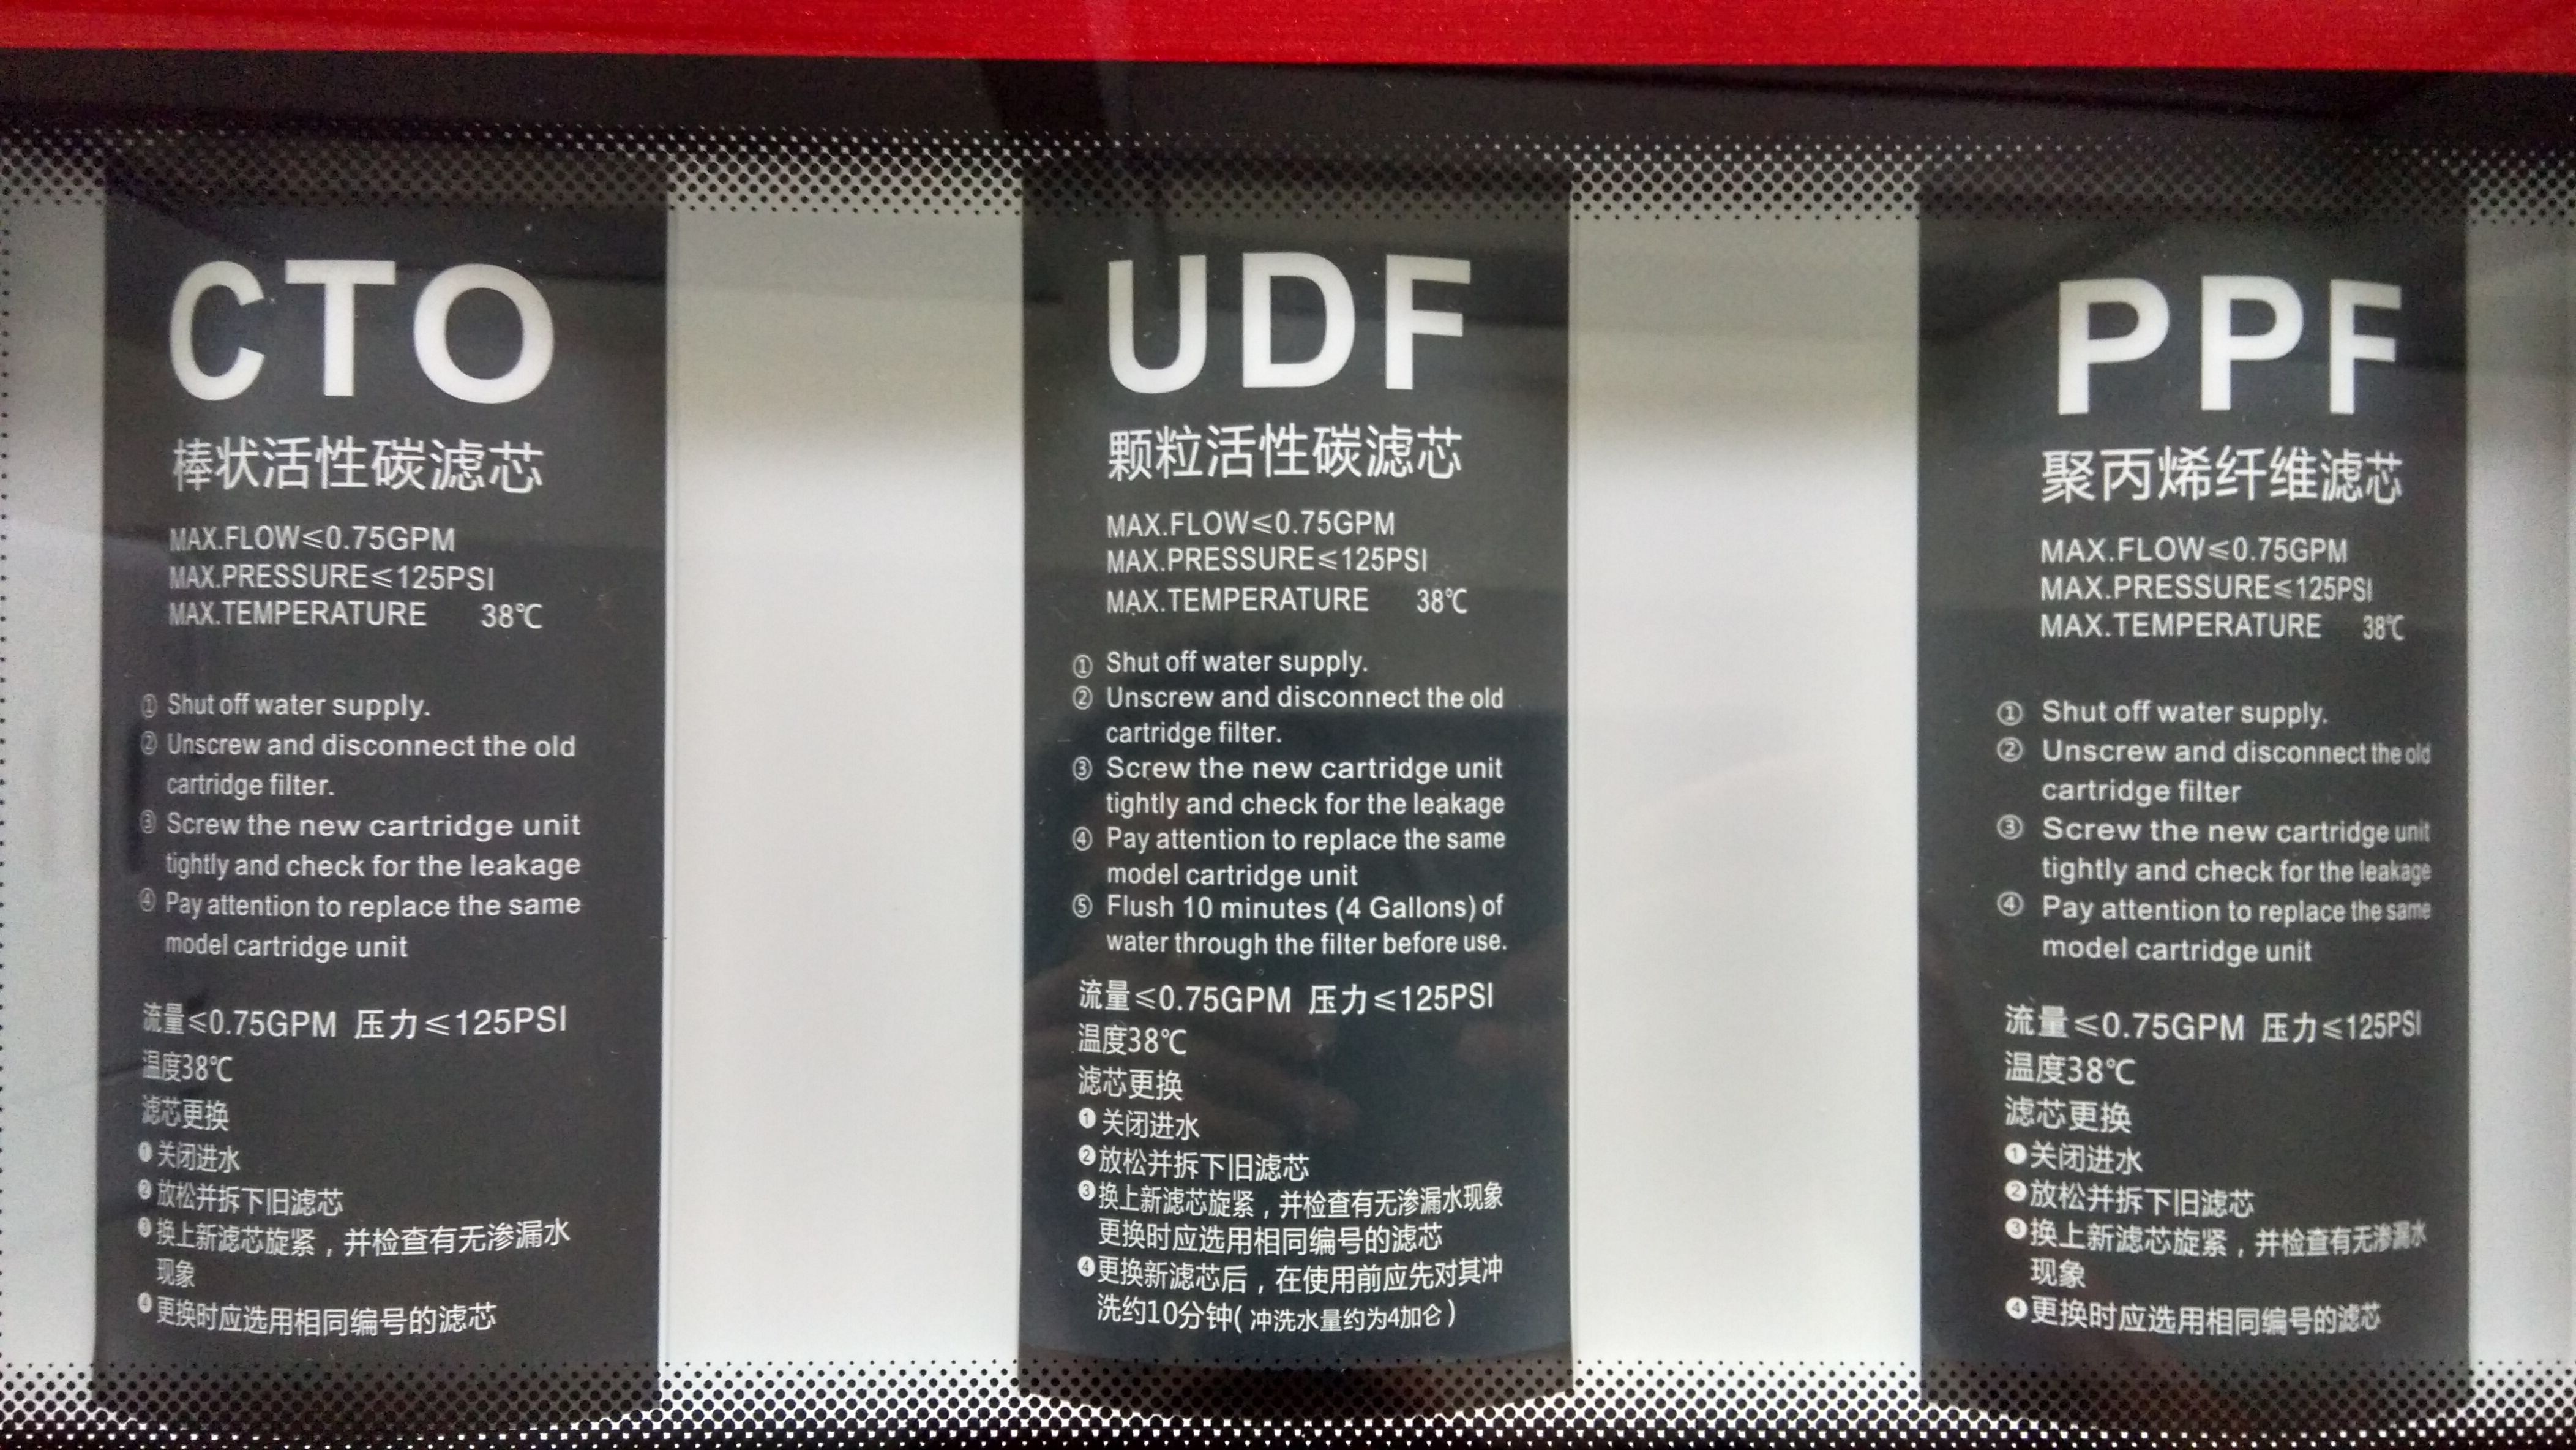 CTO
棒状活性碳滤芯
MAX.FLOW≤0.75GPM
MAX.PRESSURE≤125PSI
MAX.TEMPERATURE 38℃
① Shut off water supply.
② Unscrew and disconnect the old
cartridge filter.
③ Screw the new cartridge unit
tightly and check for the leakage
④ Pay attention to replace the same
model cartridge unit
流量≤0.75GPM 压力≤125PSI
温度38℃
滤芯更换
❶关闭进水
❷放松并拆下旧滤芯
❸换上新滤芯旋紧，并检查有无渗漏水
现象
❹更换时应选用相同编号的滤芯
UDF
颗粒活性碳滤芯
MAX.FLOW≤0.75GPM
MAX.PRESSURE≤125PSI
MAX.TEMPERATURE 38℃
① Shut off water supply.
② Unscrew and disconnect the old
cartridge filter.
③ Screw the new cartridge unit
tightly and check for the leakage
④ Pay attention to replace the same
model cartridge unit
⑤ Flush 10 minutes (4 Gallons) of
water through the filter before use.
流量≤0.75GPM 压力≤125PSI
温度38℃
滤芯更换
❶关闭进水
❷放松并拆下旧滤芯
❸换上新滤芯旋紧，并检查有无渗漏水现象
更换时应选用相同编号的滤芯
❹更换新滤芯后，在使用前应先对其冲
洗约10分钟(冲洗水量约为4加仑)
PPF
聚丙烯纤维滤芯
MAX.FLOW≤0.75GPM
MAX.PRESSURE≤125PSI
MAX.TEMPERATURE 38℃
① Shut off water supply.
② Unscrew and disconnect the old
cartridge filter
③ Screw the new cartridge unit
tightly and check for the leakage
④ Pay attention to replace the same
model cartridge unit
流量≤0.75GPM 压力≤125PSI
温度38℃
滤芯更换
❶关闭进水
❷放松并拆下旧滤芯
❸换上新滤芯旋紧，并检查有无渗漏水
现象
❹更换时应选用相同编号的滤芯